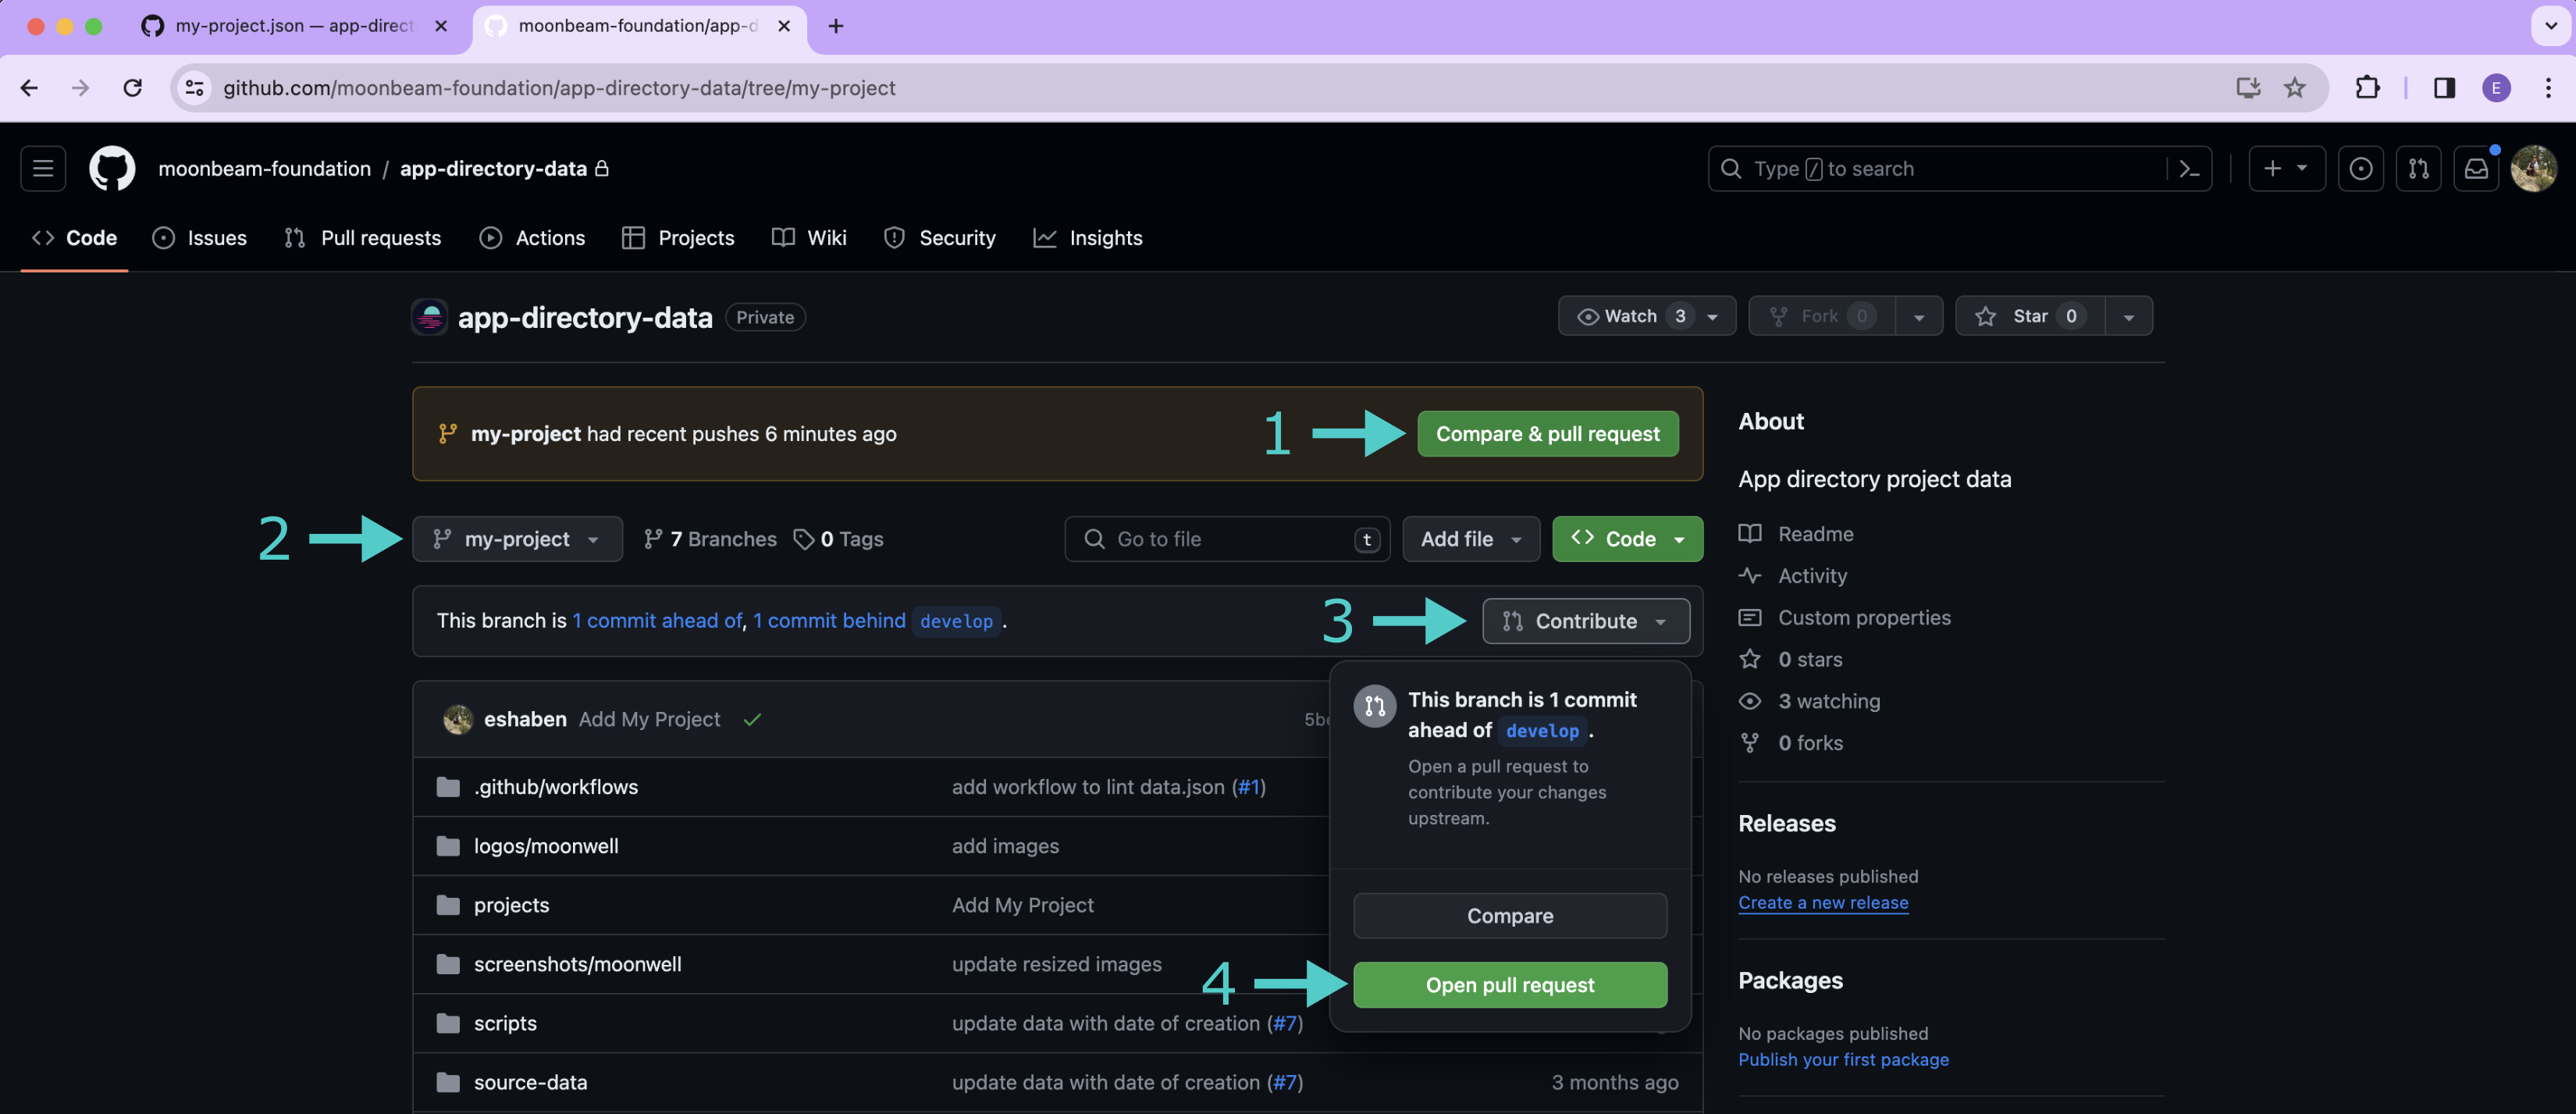 my-project.json — app-direct
moonbeam-foundation/app-d
github.com/moonbeam-foundation/app-directory-data/tree/my-project
E
moonbeam-foundation / app-directory-data
Type / to search
Code Issues Pull requests Actions Projects Wiki Security Insights
app-directory-data Private
Watch 3 Fork 0 Star 0
my-project had recent pushes 6 minutes ago
1 Compare & pull request
2 my-project 7 Branches 0 Tags Go to file t Add file Code
This branch is 1 commit ahead of, 1 commit behind develop .
3 Contribute
This branch is 1 commit
ahead of develop .
Open a pull request to
contribute your changes
upstream.
Compare
4 Open pull request
eshaben Add My Project
.github/workflows add workflow to lint data.json (#1)
logos/moonwell add images
projects Add My Project
screenshots/moonwell update resized images
scripts update data with date of creation (#7)
source-data update data with date of creation (#7) 3 months ago
About
App directory project data
Readme
Activity
Custom properties
0 stars
3 watching
0 forks
Releases
No releases published
Create a new release
Packages
No packages published
Publish your first package